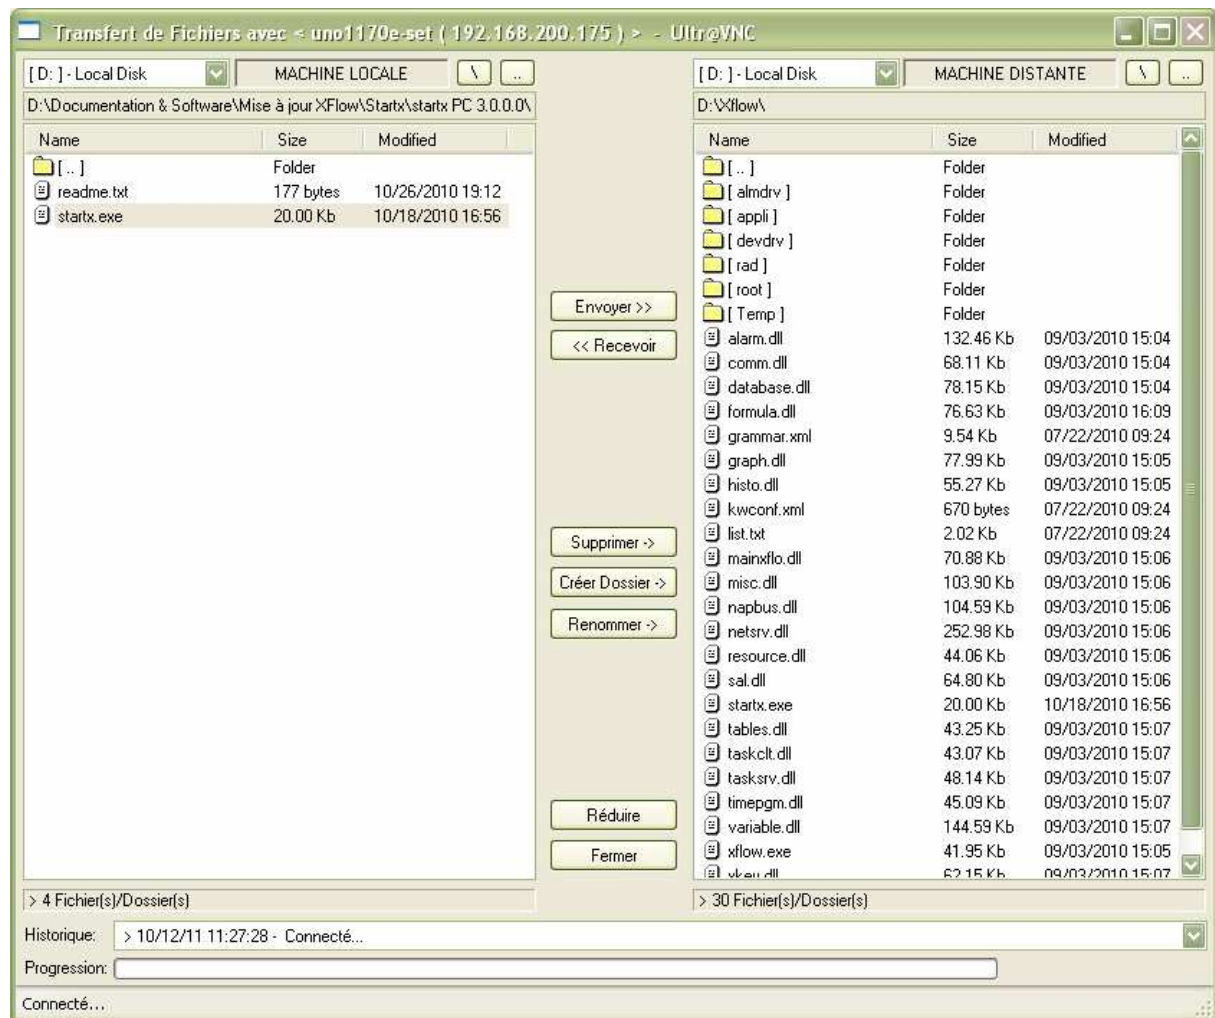 Transfert de Fichiers avec < uno1170e-set ( 192.168.200.175 ) > - Ultr@VNC
[ D: ] - Local Disk MACHINE LOCALE \ ..
D:\Documentation & Software\Mise à jour XFlow\Startx\startx PC 3.0.0.0\
Name Size Modified
[ .. ] Folder
readme.txt 177 bytes 10/26/2010 19:12
startx.exe 20.00 Kb 10/18/2010 16:56
> 4 Fichier(s)/Dossier(s)
Envoyer >>
<< Recevoir
Supprimer ->
Créer Dossier ->
Renommer ->
Réduire
Fermer
[ D: ] - Local Disk MACHINE DISTANTE \ ..
D:\Xflow\
Name Size Modified
[ .. ] Folder
[ almdrv ] Folder
[ appli ] Folder
[ devdrv ] Folder
[ rad ] Folder
[ root ] Folder
[ Temp ] Folder
alarm.dll 132.46 Kb 09/03/2010 15:04
comm.dll 68.11 Kb 09/03/2010 15:04
database.dll 78.15 Kb 09/03/2010 15:04
formula.dll 76.63 Kb 09/03/2010 16:09
grammar.xml 9.54 Kb 07/22/2010 09:24
graph.dll 77.99 Kb 09/03/2010 15:05
histo.dll 55.27 Kb 09/03/2010 15:05
kwconf.xml 670 bytes 07/22/2010 09:24
list.txt 2.02 Kb 07/22/2010 09:24
mainxflo.dll 70.88 Kb 09/03/2010 15:06
misc.dll 103.90 Kb 09/03/2010 15:06
napbus.dll 104.59 Kb 09/03/2010 15:06
netsrv.dll 252.98 Kb 09/03/2010 15:06
resource.dll 44.06 Kb 09/03/2010 15:06
sal.dll 64.80 Kb 09/03/2010 15:06
startx.exe 20.00 Kb 10/18/2010 16:56
tables.dll 43.25 Kb 09/03/2010 15:07
taskclt.dll 43.07 Kb 09/03/2010 15:07
tasksrv.dll 48.14 Kb 09/03/2010 15:07
timepgm.dll 45.09 Kb 09/03/2010 15:07
variable.dll 144.59 Kb 09/03/2010 15:07
xflow.exe 41.95 Kb 09/03/2010 15:05
xkey.dll 62.15 Kb 09/03/2010 15:07
> 30 Fichier(s)/Dossier(s)
Historique: > 10/12/11 11:27:28 - Connecté...
Progression:
Connecté...